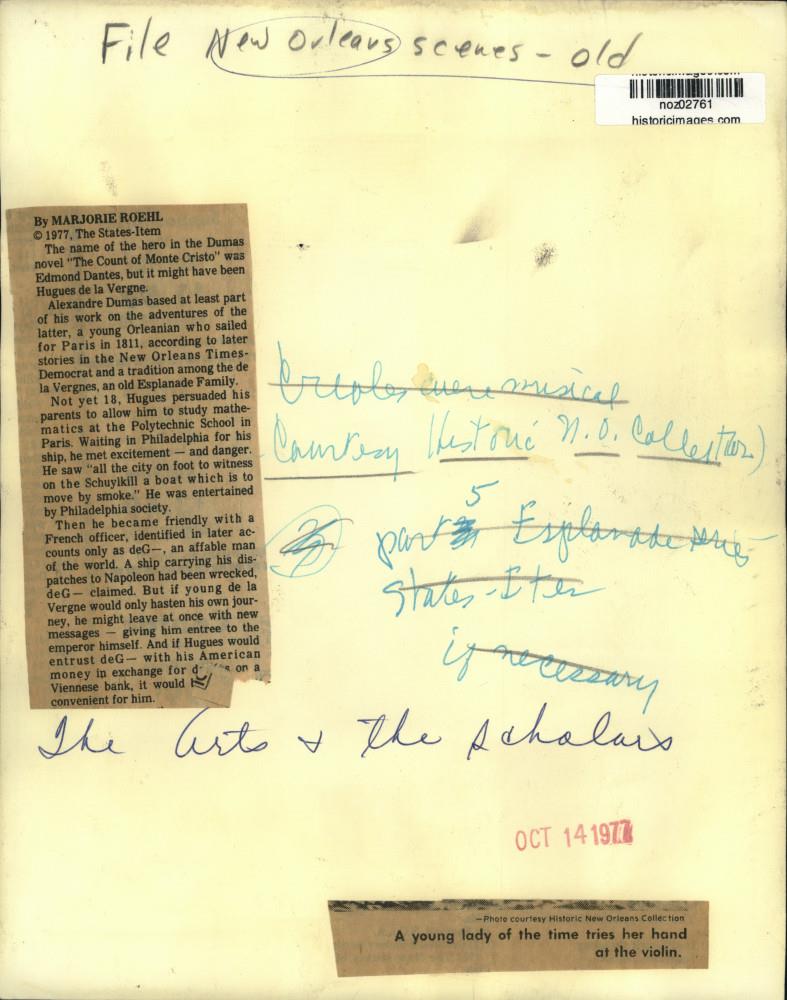 File New Orleans scenes - old
noz02761
historicimages.com
By MARJORIE ROEHL
© 1977, The States-Item
The name of the hero in the Dumas
novel "The Count of Monte Cristo" was
Edmond Dantes, but it might have been
Hugues de la Vergne.
Alexandre Dumas based at least part
of his work on the adventures of the
latter, a young Orleanian who sailed
for Paris in 1811, according to later
stories in the New Orleans Times-
Democrat and a tradition among the de
la Vergnes, an old Esplanade Family.
Not yet 18, Hugues persuaded his
parents to allow him to study mathe-
matics at the Polytechnic School in
Paris. Waiting in Philadelphia for his
ship, he met excitement — and danger.
He saw "all the city on foot to witness
on the Schuylkill a boat which is to
move by smoke." He was entertained
by Philadelphia society.
Then he became friendly with a
French officer, identified in later ac-
counts only as deG—, an affable man
of the world. A ship carrying his dis-
patches to Napoleon had been wrecked,
deG— claimed. But if young de la
Vergne would only hasten his own jour-
ney, he might leave at once with new
messages — giving him entree to the
emperor himself. And if Hugues would
entrust deG— with his American
money in exchange for on a
Viennese bank, it would
convenient for him.
Creoles were musical
Courtesy Historic N.O. Collection)
5
part Esplanade series
States-Item
if necessary
The Arts & the scholars
OCT 14 1977
—Photo courtesy Historic New Orleans Collection
A young lady of the time tries her hand
at the violin.